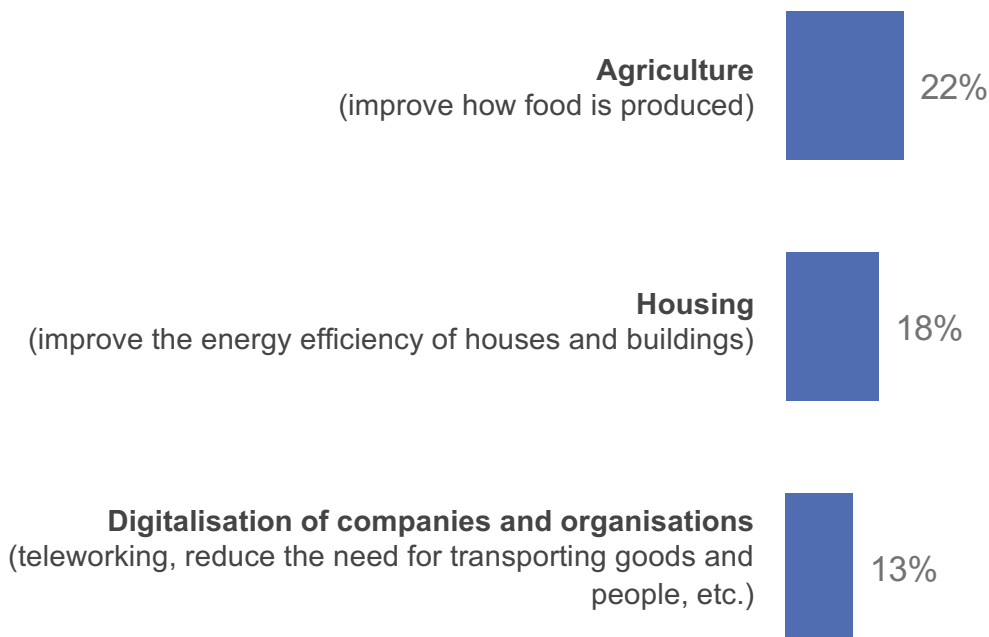 Agriculture
(improve how food is produced)
22%
Housing
(improve the energy efficiency of houses and buildings)
18%
Digitalisation of companies and organisations
(teleworking, reduce the need for transporting goods and
people, etc.)
13%